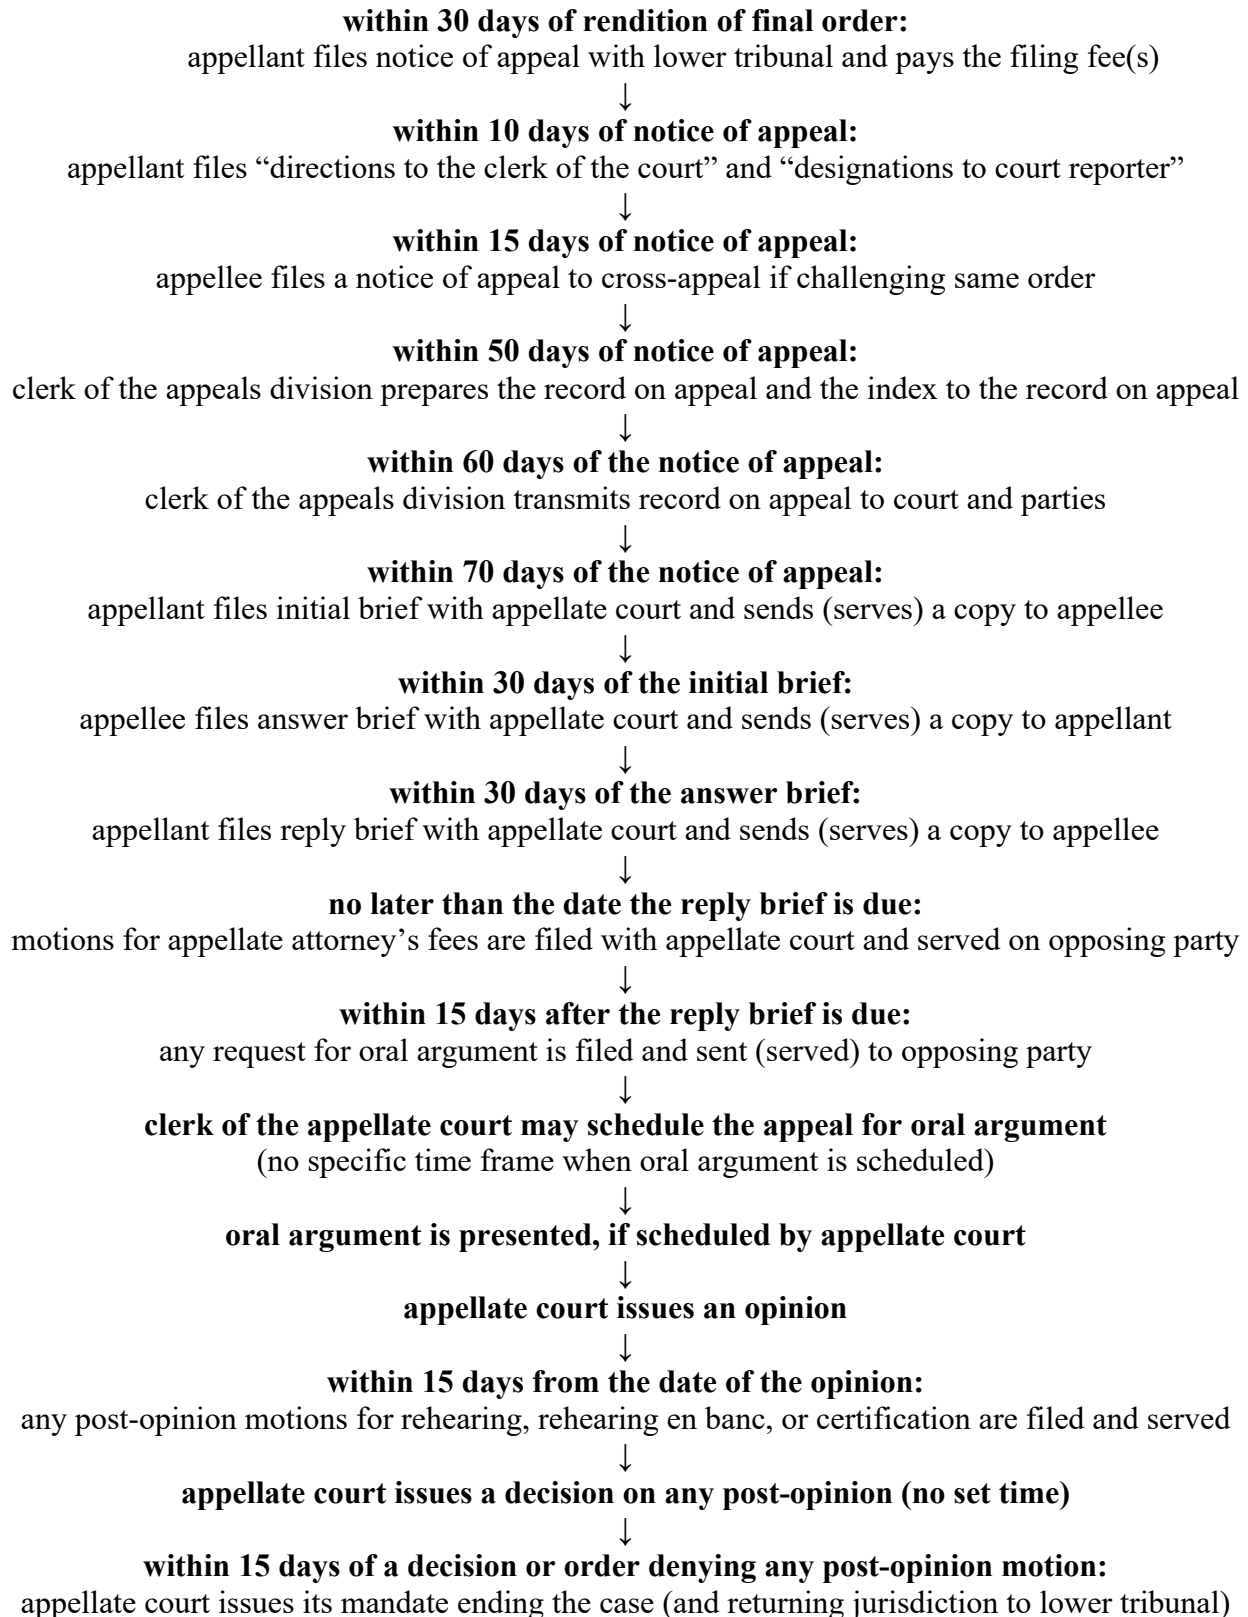 within 30 days of rendition of final order:
appellant files notice of appeal with lower tribunal and pays the filing fee(s)
↓
within 10 days of notice of appeal:
appellant files “directions to the clerk of the court” and “designations to court reporter”
↓
within 15 days of notice of appeal:
appellee files a notice of appeal to cross-appeal if challenging same order
↓
within 50 days of notice of appeal:
clerk of the appeals division prepares the record on appeal and the index to the record on appeal
↓
within 60 days of the notice of appeal:
clerk of the appeals division transmits record on appeal to court and parties
↓
within 70 days of the notice of appeal:
appellant files initial brief with appellate court and sends (serves) a copy to appellee
↓
within 30 days of the initial brief:
appellee files answer brief with appellate court and sends (serves) a copy to appellant
↓
within 30 days of the answer brief:
appellant files reply brief with appellate court and sends (serves) a copy to appellee
↓
no later than the date the reply brief is due:
motions for appellate attorney’s fees are filed with appellate court and served on opposing party
↓
within 15 days after the reply brief is due:
any request for oral argument is filed and sent (served) to opposing party
↓
clerk of the appellate court may schedule the appeal for oral argument
(no specific time frame when oral argument is scheduled)
↓
oral argument is presented, if scheduled by appellate court
↓
appellate court issues an opinion
↓
within 15 days from the date of the opinion:
any post-opinion motions for rehearing, rehearing en banc, or certification are filed and served
↓
appellate court issues a decision on any post-opinion (no set time)
↓
within 15 days of a decision or order denying any post-opinion motion:
appellate court issues its mandate ending the case (and returning jurisdiction to lower tribunal)